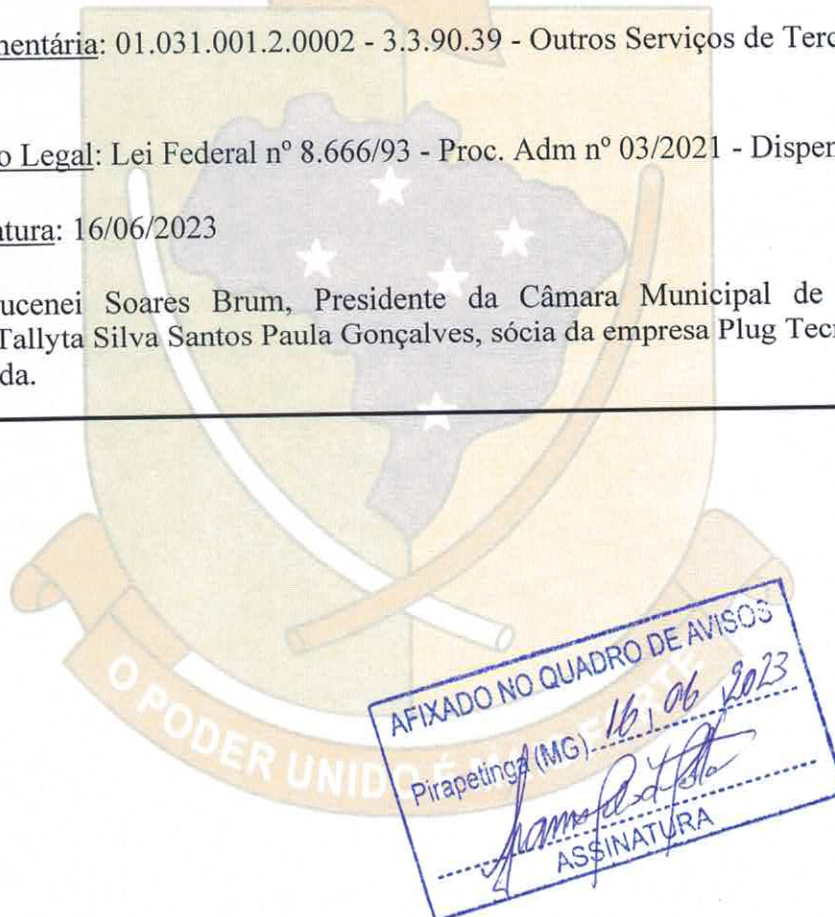 nentária: 01.031.001.2.0002 - 3.3.90.39 - Outros Serviços de Terc
o Legal: Lei Federal nº 8.666/93 - Proc. Adm nº 03/2021 - Disper
atura: 16/06/2023
ucenei Soares Brum, Presidente da Câmara Municipal de
Tallyta Silva Santos Paula Gonçalves, sócia da empresa Plug Tec
da.
O PODER UNIDO É
AFIXADO NO QUADRO DE AVISOS
Pirapetinga (MG) 16, 06 2023
ASSINATURA